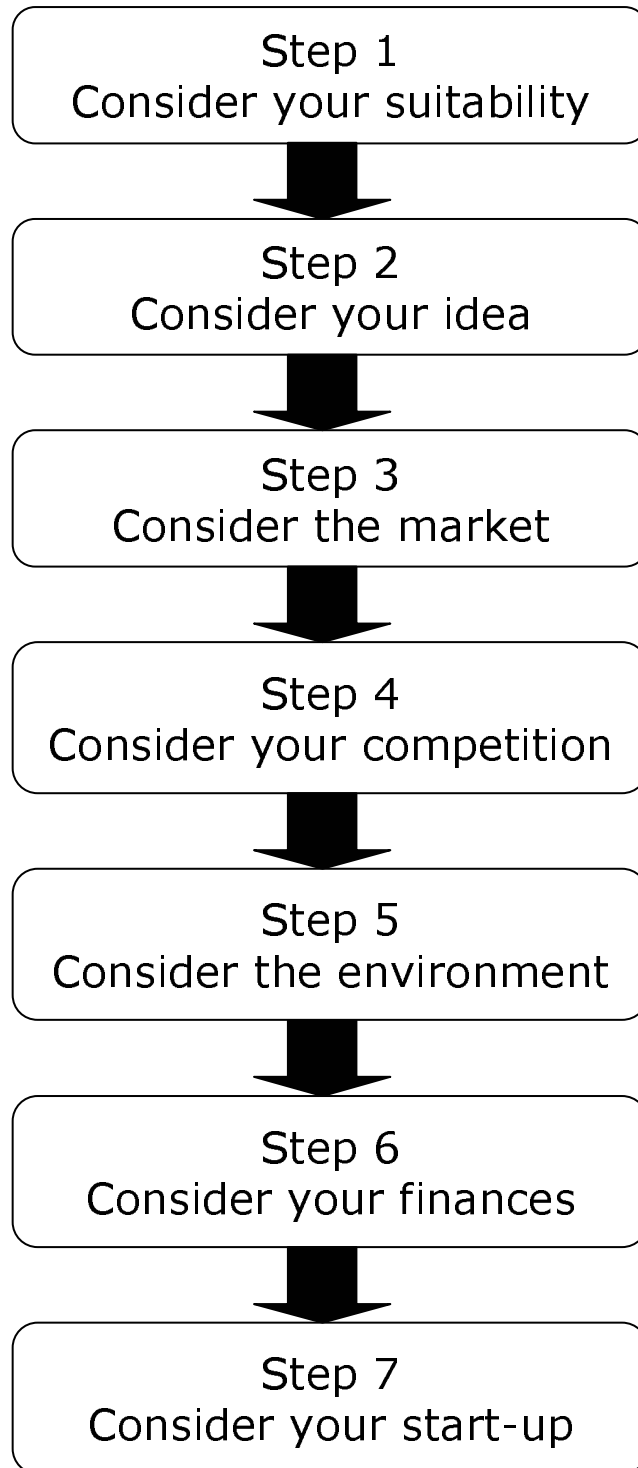 Step 1
Consider your suitability
Step 2
Consider your idea
Step 3
Consider the market
Step 4
Consider your competition
Step 5
Consider the environment
Step 6
Consider your finances
Step 7
Consider your start-up